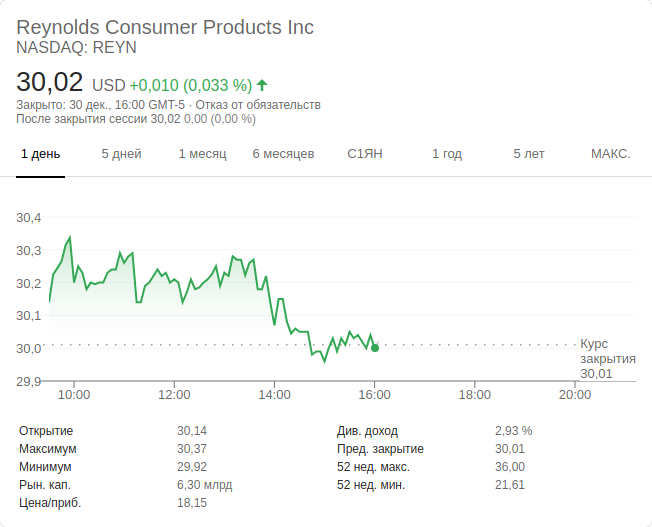 Reynolds Consumer Products Inc
NASDAQ: REYN
30,02 USD +0,010 (0,033 %)
Закрыто: 30 дек., 16:00 GMT-5 · Отказ от обязательств
После закрытия сессии 30,02 0,00 (0,00 %)
1 день 5 дней 1 месяц 6 месяцев С1ЯН 1 год 5 лет МАКС.
30,4
30,3
30,2
30,1
30,0
29,9
Курс
закрытия
30,01
10:00 12:00 14:00 16:00 18:00 20:00
Открытие 30,14 Див. доход 2,93 %
Максимум 30,37 Пред. закрытие 30,01
Минимум 29,92 52 нед. макс. 36,00
Рын. кап. 6,30 млрд 52 нед. мин. 21,61
Цена/приб. 18,15